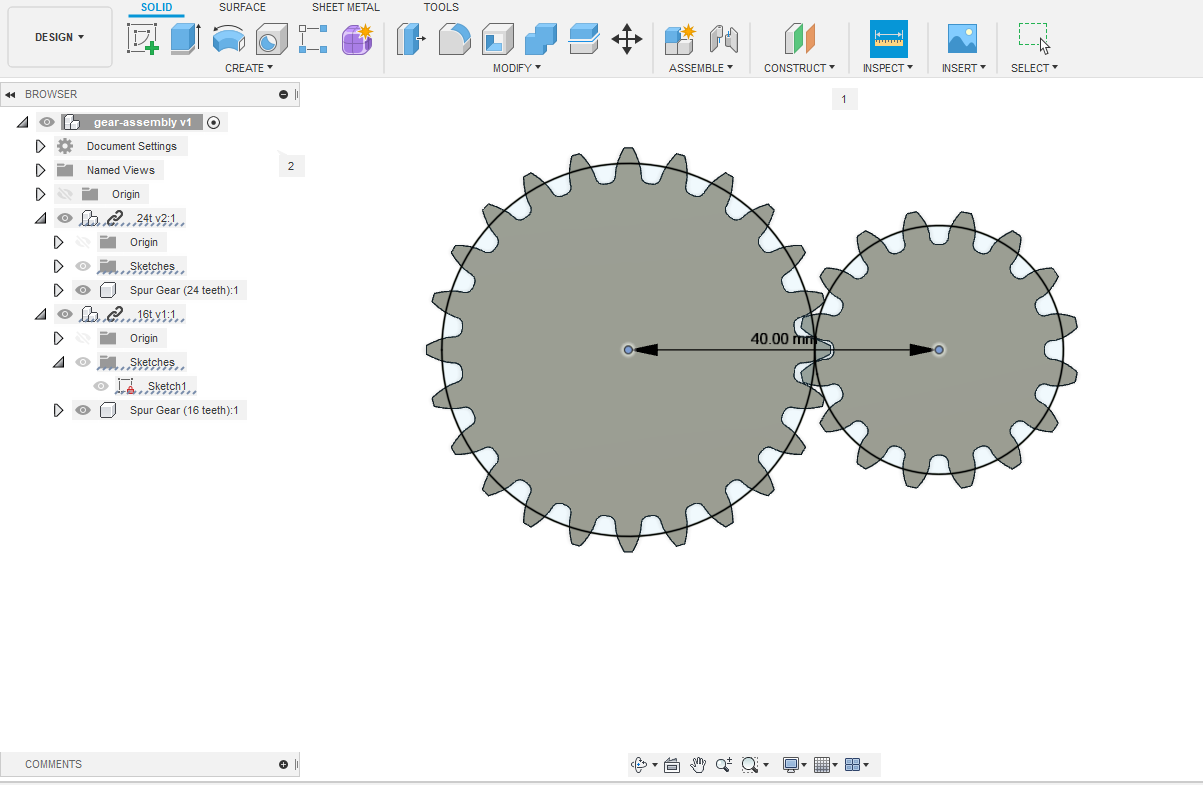 SOLID SURFACE SHEET METAL TOOLS
DESIGN
CREATE MODIFY ASSEMBLE CONSTRUCT INSPECT INSERT SELECT
BROWSER
1
gear-assembly v1
Document Settings
2
Named Views
Origin
24t v2:1
Origin
Sketches
Spur Gear (24 teeth):1
16t v1:1
Origin
40.00 mm
Sketches
Sketch1
Spur Gear (16 teeth):1
COMMENTS